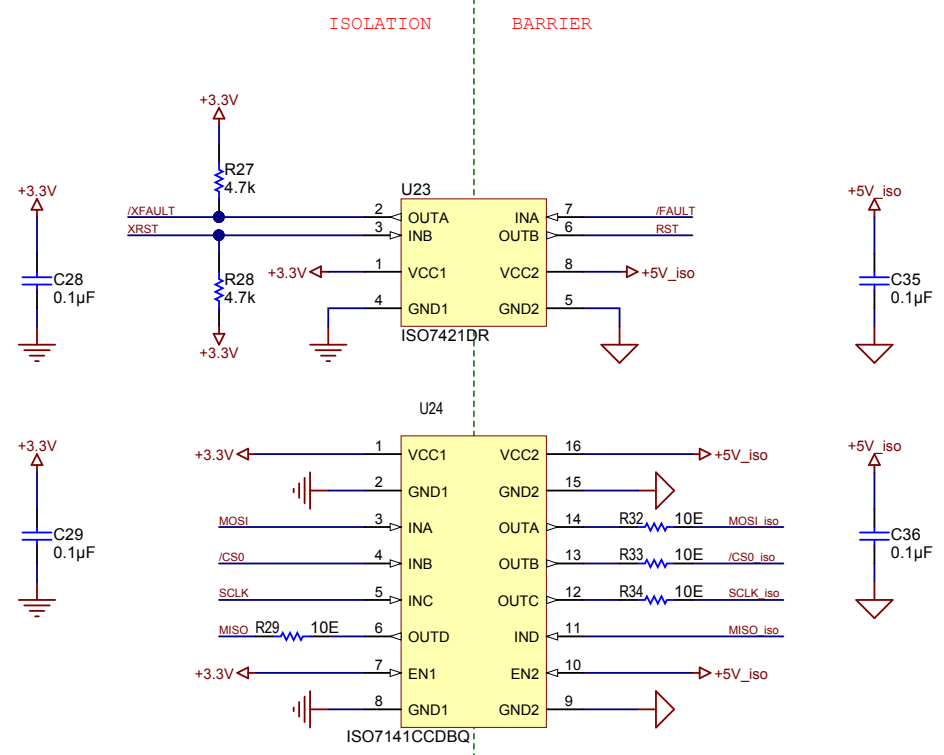 ISOLATION BARRIER
+3.3V
R27
4.7k
+3.3V
U23
+5V_iso
/XFAULT 2 OUTA INA 7 /FAULT
XRST 3 INB OUTB 6 RST
C28
0.1µF
R28
4.7k
+3.3V 1 VCC1 VCC2 8 +5V_iso
C35
0.1µF
4 GND1 GND2 5
+3.3V
ISO7421DR
U24
+3.3V
+3.3V 1 VCC1 VCC2 16 +5V_iso
+5V_iso
2 GND1 GND2 15
MOSI 3 INA OUTA 14 R32 10E MOSI_iso
C29
0.1µF
/CS0 4 INB OUTB 13 R33 10E /CS0_iso
C36
0.1µF
SCLK 5 INC OUTC 12 R34 10E SCLK_iso
MISO R29 10E 6 OUTD IND 11 MISO_iso
+3.3V 7 EN1 EN2 10 +5V_iso
8 GND1 GND2 9
ISO7141CCDBQ